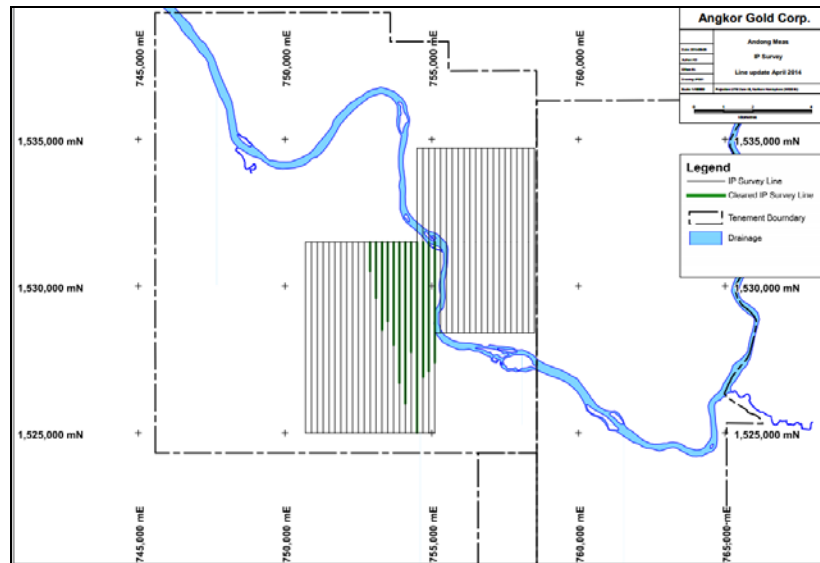 Angkor Gold Corp.
Andong Meas
IP Survey
Line update April 2014
745,000 mE
750,000 mE
755,000 mE
760,000 mE
1,535,000 mN
1,535,000 mN
Legend
IP Survey Line
Cleared IP Survey Line
Tenement Boundary
Drainage
1,530,000 mN
1,530,000 mN
1,525,000 mN
1,525,000 mN
745,000 mE
750,000 mE
755,000 mE
760,000 mE
765,000 mE